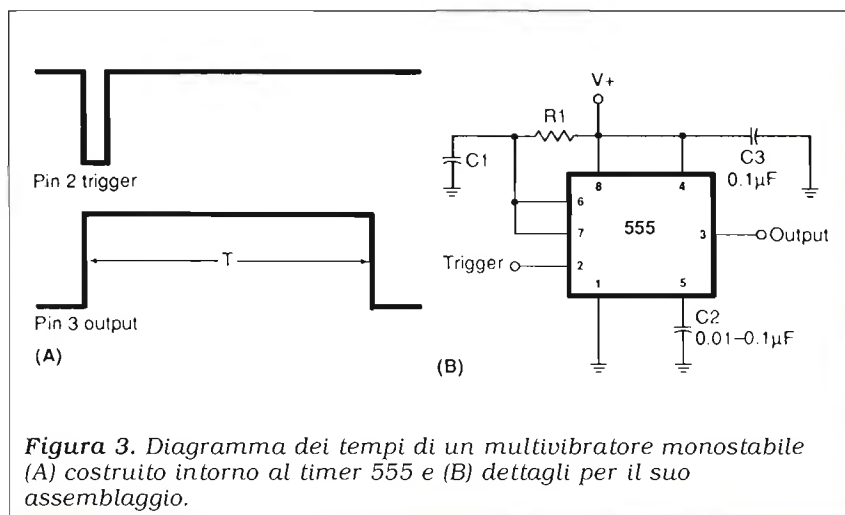 Pin 2 trigger
T
Pin 3 output
(A)
V+
R1
C1
C3
0.1µF
8
4
6
7
555
3
Output
Trigger
2
1
5
C2
0.01–0.1µF
(B)
Figura 3. Diagramma dei tempi di un multivibratore monostabile
(A) costruito intorno al timer 555 e (B) dettagli per il suo
assemblaggio.